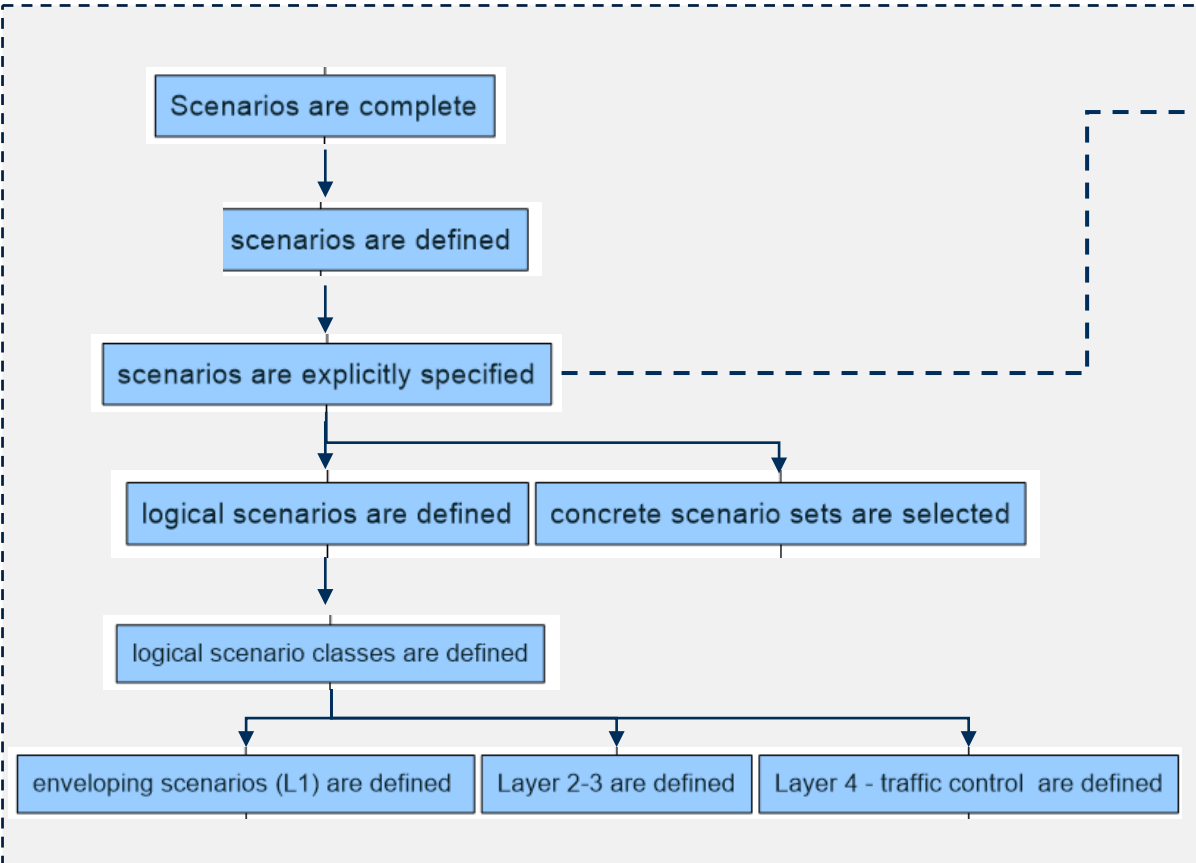 Scenarios are complete
scenarios are defined
scenarios are explicitly specified
logical scenarios are defined
concrete scenario sets are selected
logical scenario classes are defined
enveloping scenarios (L1) are defined
Layer 2-3 are defined
Layer 4 - traffic control are defined